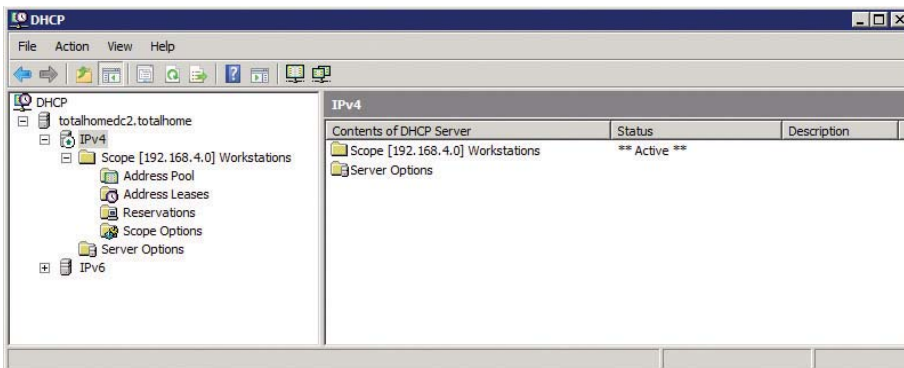 DHCP
File Action View Help
DHCP
totalhomedc2.totalhome
IPv4
Scope [192.168.4.0] Workstations
Address Pool
Address Leases
Reservations
Scope Options
Server Options
IPv6
IPv4
Contents of DHCP Server Status Description
Scope [192.168.4.0] Workstations ** Active **
Server Options